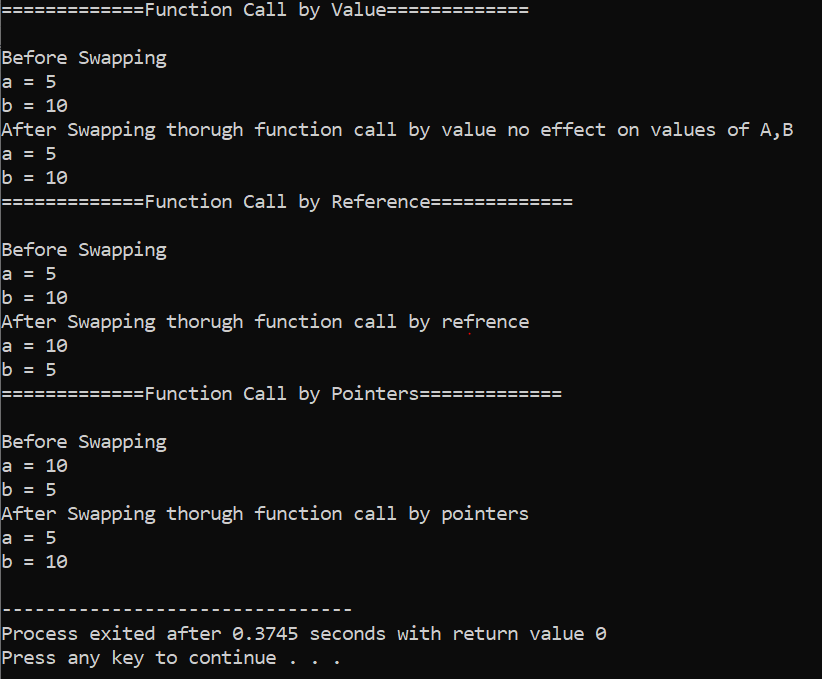 =============Function Call by Value=============
Before Swapping
a = 5
b = 10
After Swapping thorugh function call by value no effect on values of A,B
a = 5
b = 10
=============Function Call by Reference=============
Before Swapping
a = 5
b = 10
After Swapping thorugh function call by refrence
a = 10
b = 5
=============Function Call by Pointers=============
Before Swapping
a = 10
b = 5
After Swapping thorugh function call by pointers
a = 5
b = 10
--------------------------------
Process exited after 0.3745 seconds with return value 0
Press any key to continue . . .